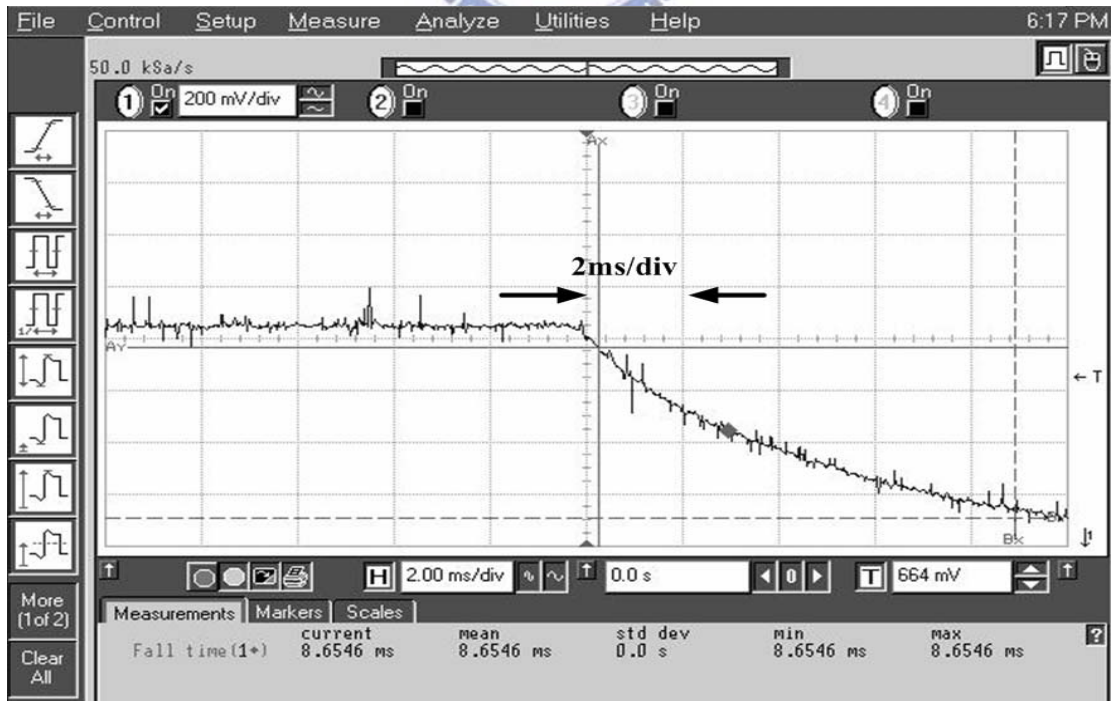 File Control Setup Measure Analyze Utilities Help 6:17 PM
50.0 kSa/s
1 On 200 mV/div 2 On 3 On 4 On
Ax
2ms/div
AY
T
Bx
H 2.00 ms/div 0.0 s 0 T 664 mV
More
(1of 2)
Clear
All
Measurements Markers Scales
current mean std dev min max
Fall time(1+) 8.6546 ms 8.6546 ms 0.0 s 8.6546 ms 8.6546 ms
?